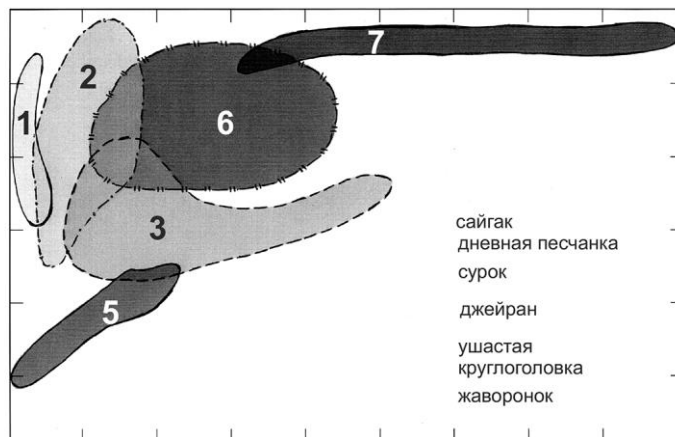 7
2
1
6
3
5
сайгак
дневная песчанка
сурок
джейран
ушастая
круглоголовка
жаворонок